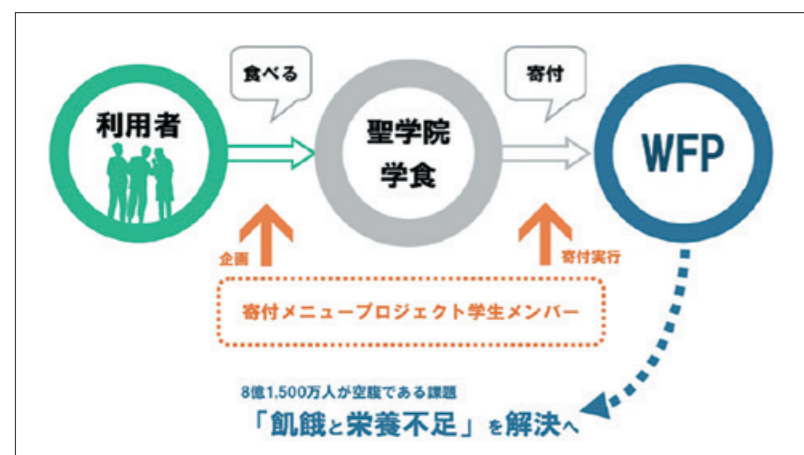 食べる
寄付
利用者
聖学院
学食
WFP
企画
寄付実行
寄付メニュープロジェクト学生メンバー
8億1,500万人が空腹である課題
「飢餓と栄養不足」を解決へ